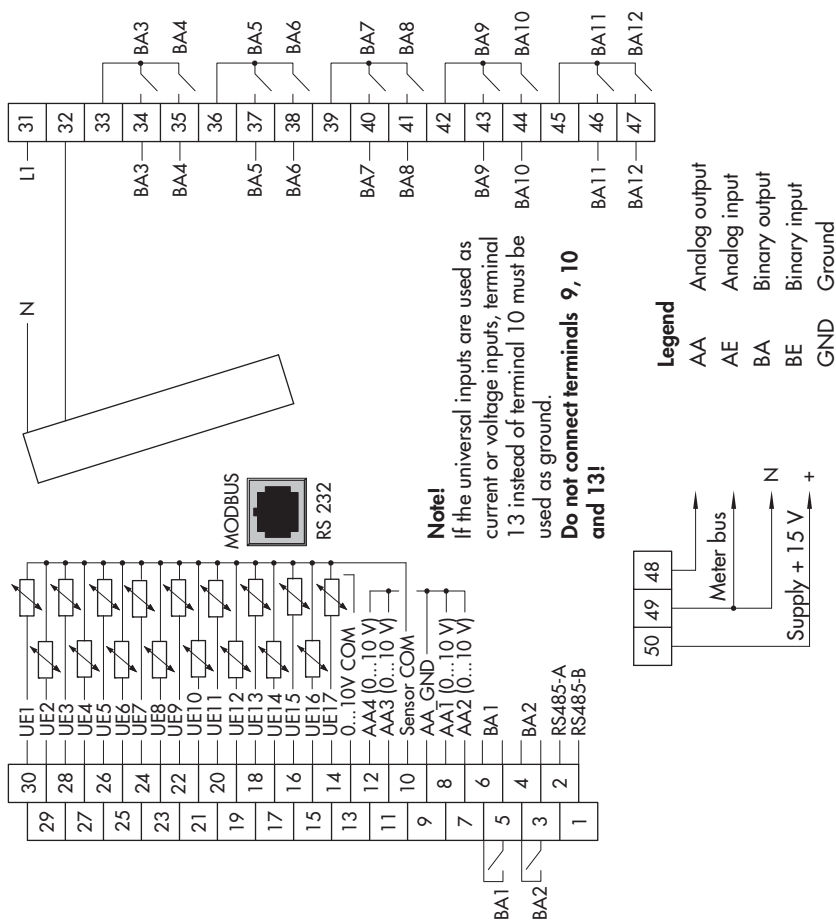 31
32
33
34
35
36
37
38
39
40
41
42
43
44
45
46
47
L1
BA3
BA4
BA5
BA6
BA7
BA8
BA9
BA10
BA11
BA12
BA3
BA4
BA5
BA6
BA7
BA8
BA9
BA10
BA11
BA12
N
MODBUS
RS 232
Note!
If the universal inputs are used as
current or voltage inputs, terminal
13 instead of terminal 10 must be
used as ground.
Do not connect terminals 9, 10
and 13!
Legend
AA Analog output
AE Analog input
BA Binary output
BE Binary input
GND Ground
UE1
UE2
UE3
UE4
UE5
UE6
UE7
UE8
UE9
UE10
UE11
UE12
UE13
UE14
UE15
UE16
UE17
0...10V COM
AA4 (0...10 V)
AA3 (0...10 V)
Sensor COM
AA_GND
AA1 (0...10 V)
AA2 (0...10 V)
BA1
BA2
RS485-A
RS485-B
30
28
26
24
22
20
18
16
14
12
10
8
6
4
2
29
27
25
23
21
19
17
15
13
11
9
7
5
3
1
BA1
BA2
50
49
48
Meter bus
N
Supply + 15 V
+